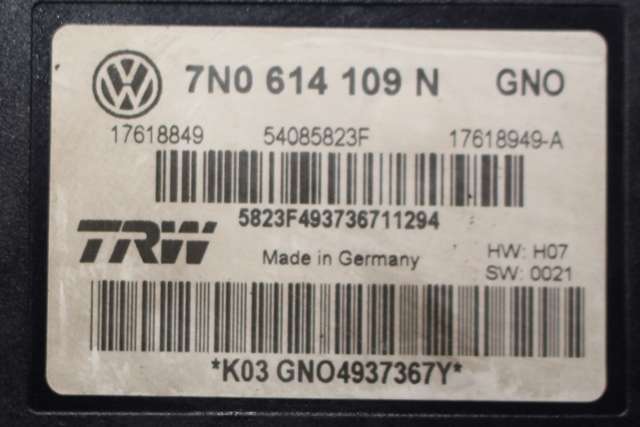 7N0 614 109 N GNO
17618849 54085823F 17618949-A
5823F493736711294
TRW Made in Germany HW: H07
SW: 0021
*K03 GNO4937367Y*